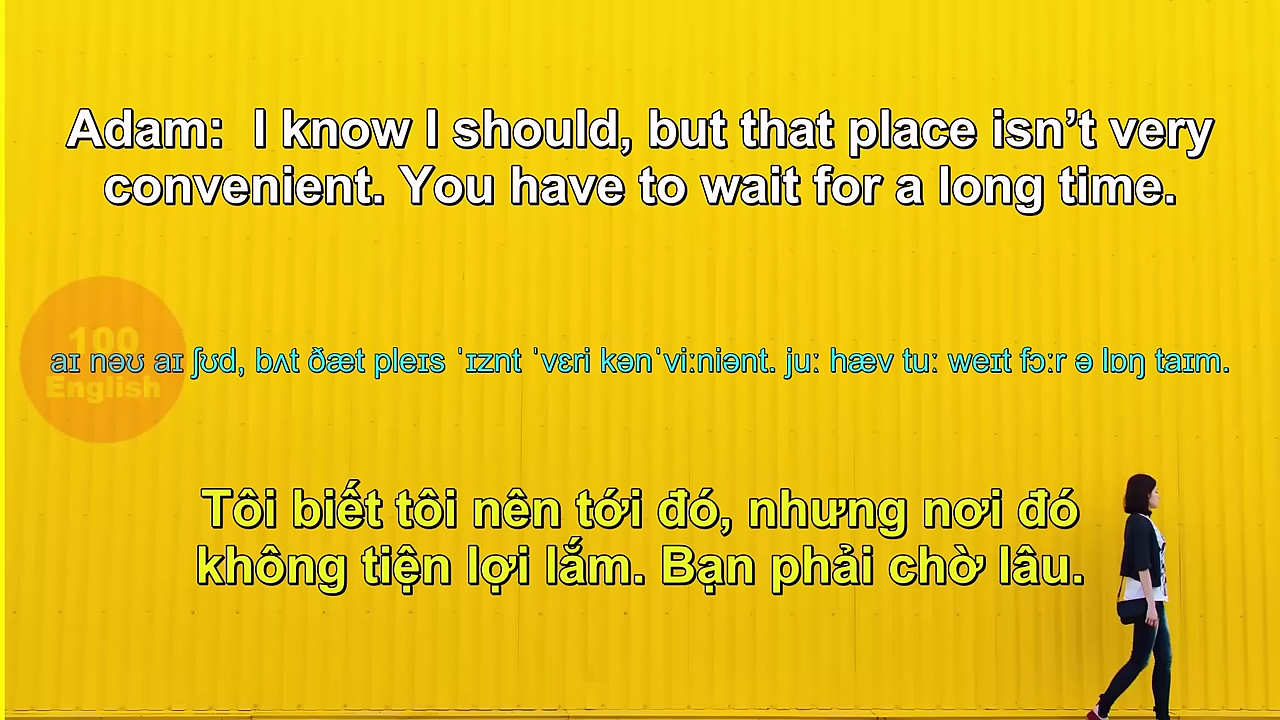 Adam:  I know I should, but that place isn’t very
convenient. You have to wait for a long time.
100
English
aɪ nəʊ aɪ ʃʊd, bʌt ðæt pleɪs ˈɪznt ˈvɛri kənˈviːniənt. juː hæv tuː weɪt fɔːr ə lɒŋ taɪm.
Tôi biết tôi nên tới đó, nhưng nơi đó
không tiện lợi lắm. Bạn phải chờ lâu.